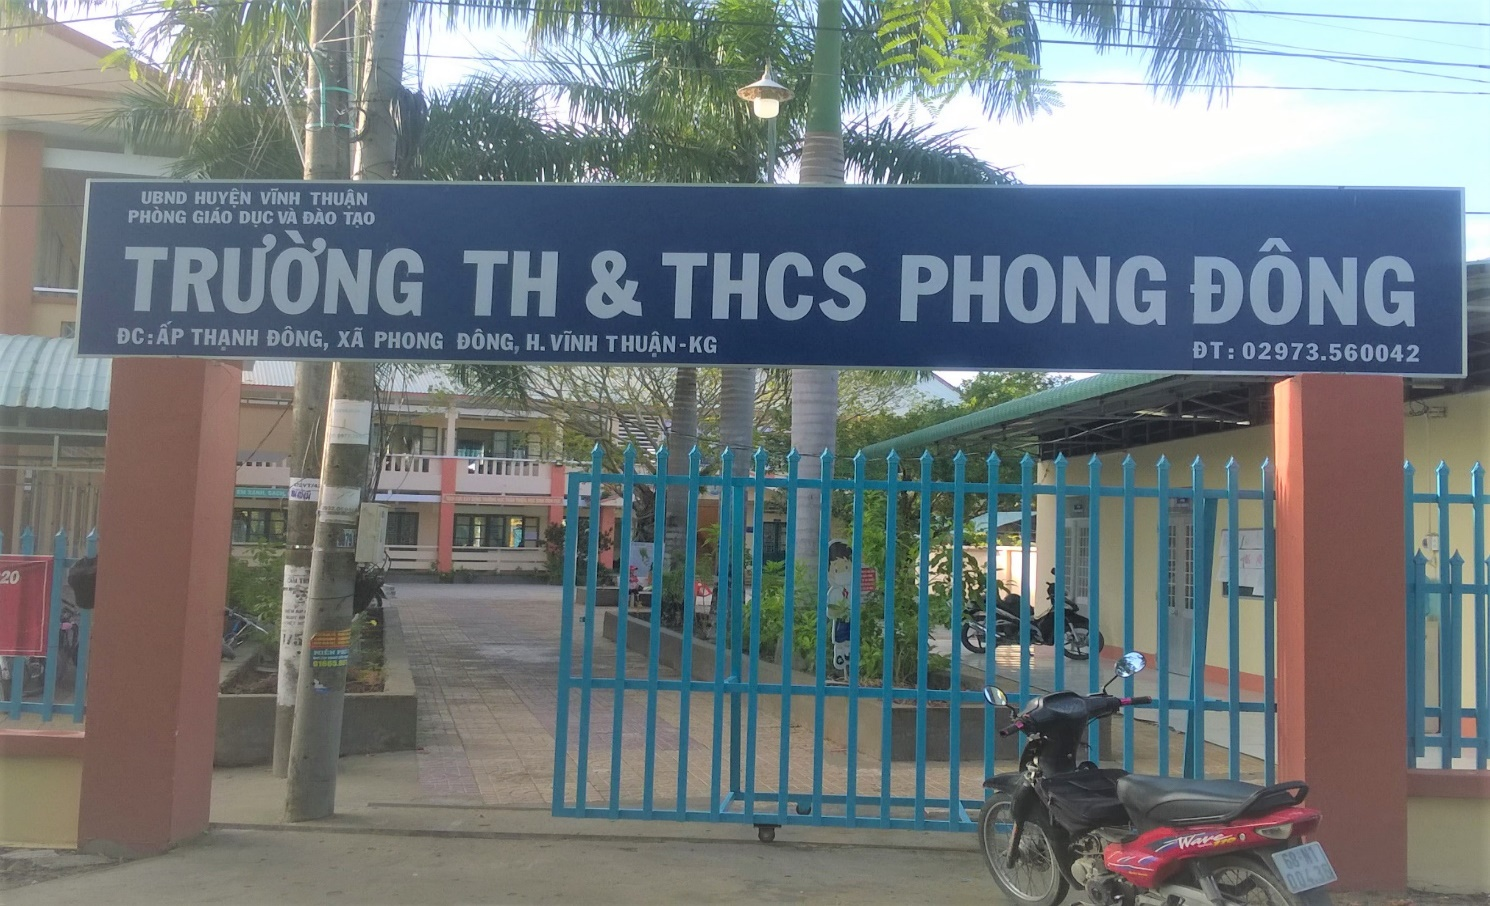 UBND HUYỆN VĨNH THUẬN
PHÒNG GIÁO DỤC VÀ ĐÀO TẠO
TRƯỜNG TH & THCS PHONG ĐÔNG
ĐC:ẤP THẠNH ĐÔNG, XÃ PHONG ĐÔNG, H. VĨNH THUẬN-KG
ĐT: 02973.560042
Wave